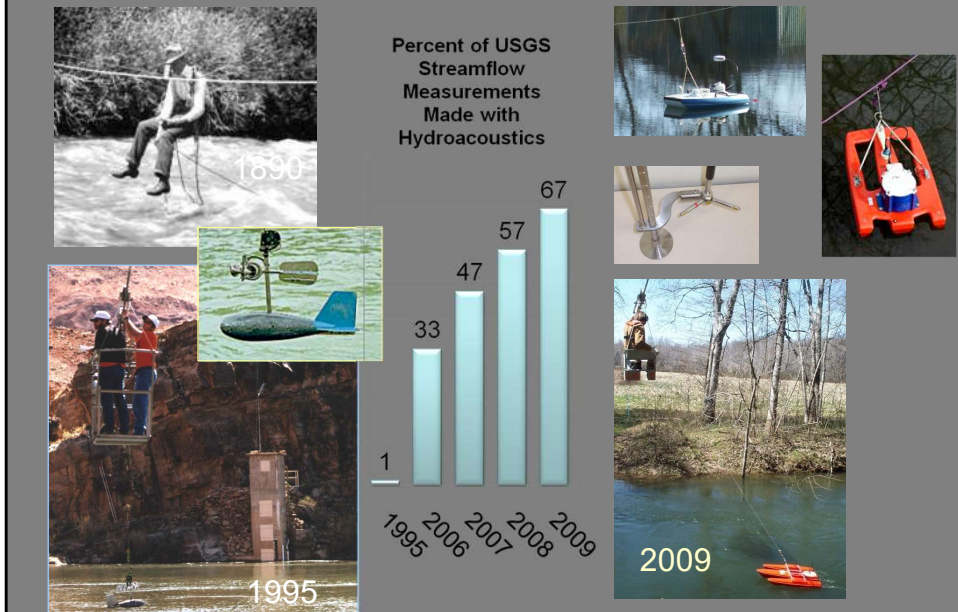 Percent of USGS
Streamflow
Measurements
Made with
Hydroacoustics
1890
67
57
47
33
1
1995
2006
2007
2008
2009
1995
2009